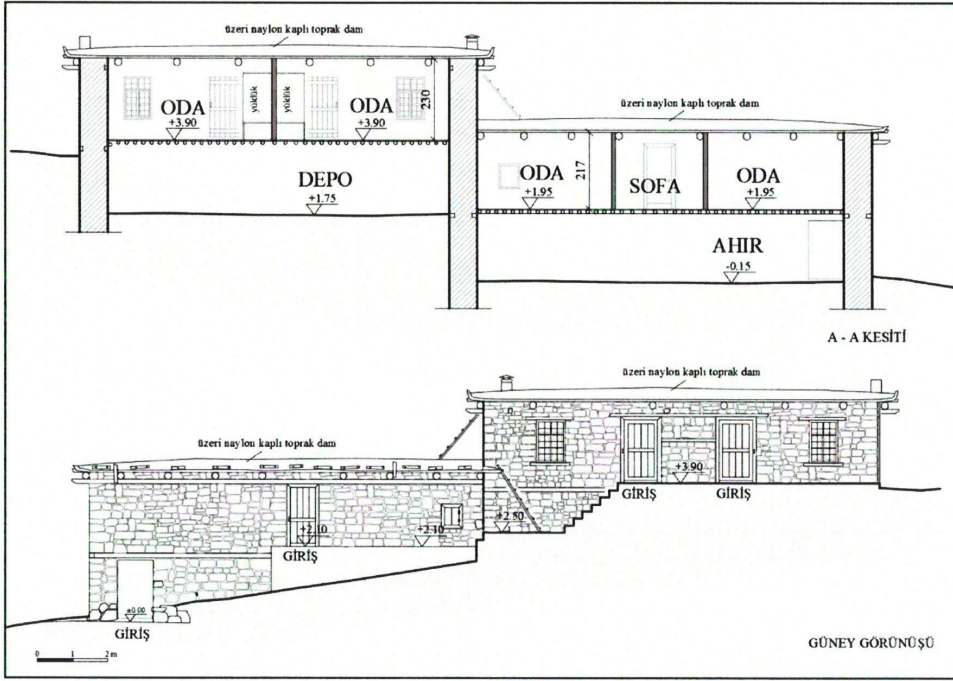 üzeri naylon kaplı toprak dam
yüklük
yüklük
ODA
+3.90
ODA
+3.90
230
üzeri naylon kaplı toprak dam
DEPO
+1.75
217
ODA
+1.95
SOFA
ODA
+1.95
AHIR
-0.15
A - A KESİTİ
üzeri naylon kaplı toprak dam
üzeri naylon kaplı toprak dam
+3.90
GİRİŞ
GİRİŞ
+2.50
+2.10
+2.10
GİRİŞ
±0.00
GİRİŞ
0 1 2 m
GÜNEY GÖRÜNÜŞÜ